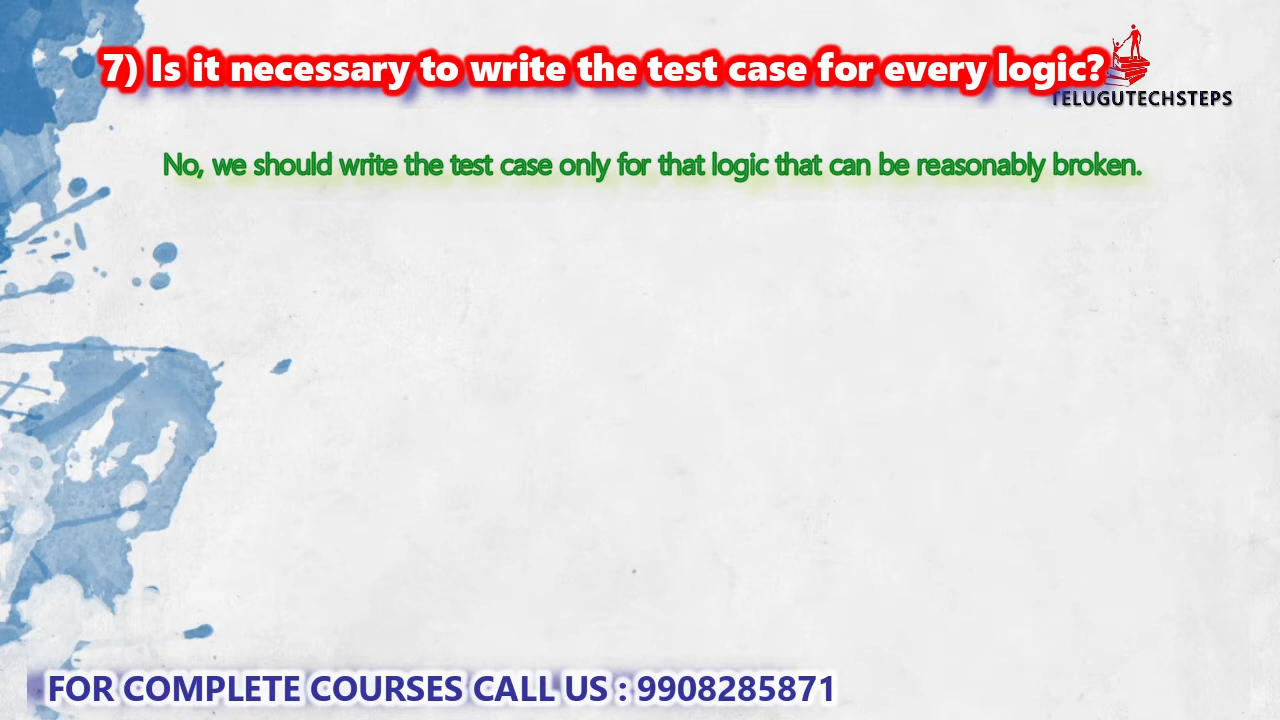 7) Is it necessary to write the test case for every logic?
TELUGUTECHSTEPS
No, we should write the test case only for that logic that can be reasonably broken.
FOR COMPLETE COURSES CALL US : 9908285871